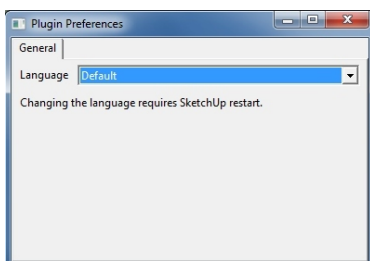 Plugin Preferences
General
Language Default
Changing the language requires SketchUp restart.